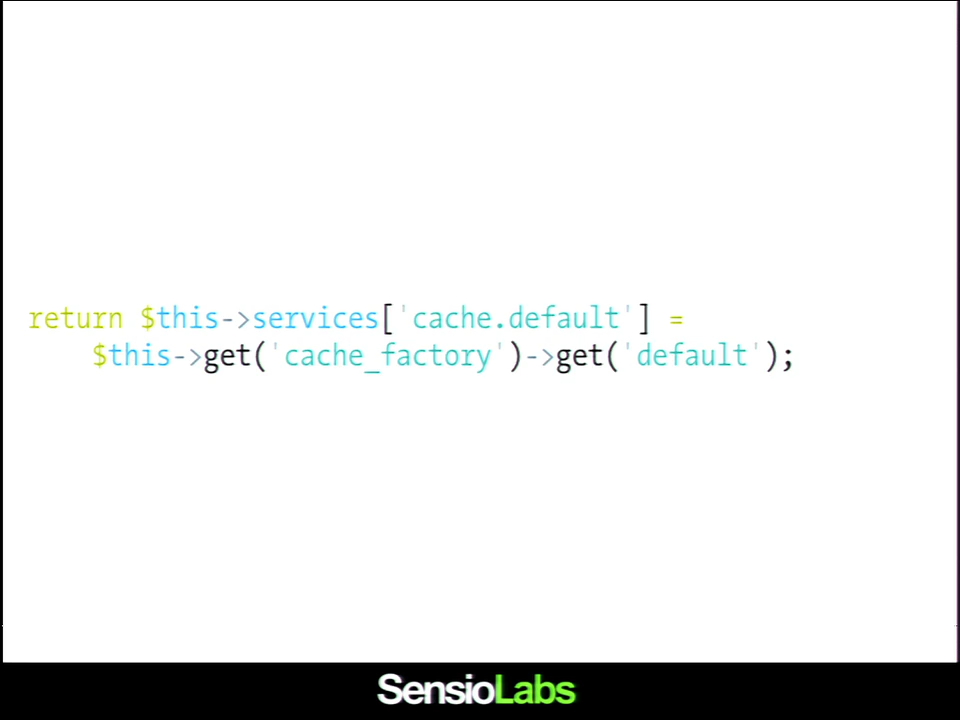 return $this->services['cache.default'] =
$this->get('cache_factory')->get('default');
SensioLabs